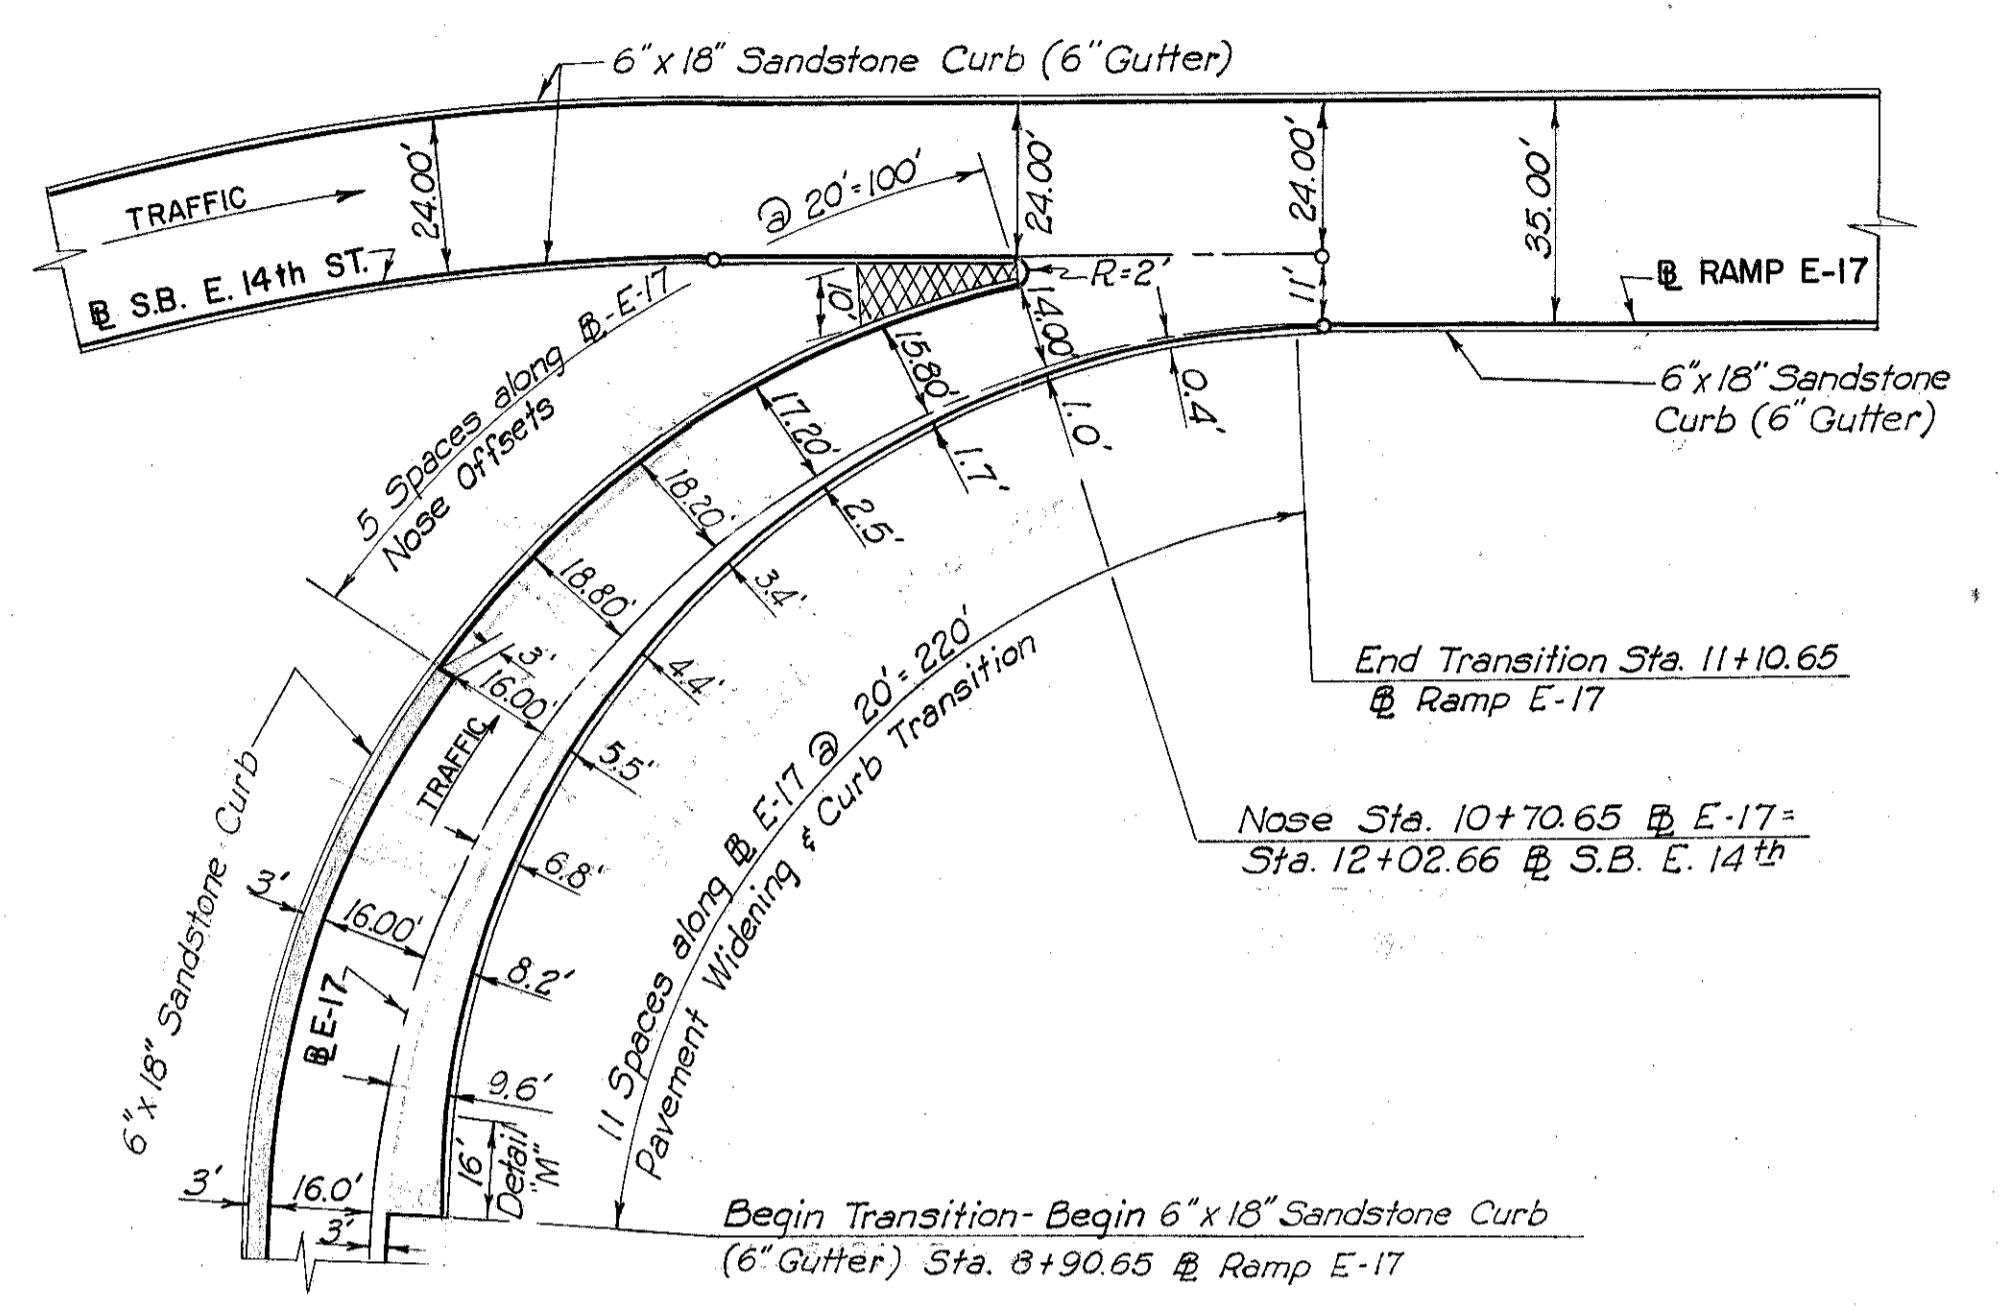 6"x18" Sandstone Curb (6" Gutter)
TRAFFIC
24.00'
@ 20'=100'
24.00'
24.00'
35.00'
℄ S.B. E. 14th ST.
10'
R=2'
11'
℄ RAMP E-17
14.00'
15.80'
0.4'
6"x18" Sandstone
Curb (6" Gutter)
5 Spaces along ℄-E-17
Nose Offsets
17.20'
1.0'
1.7'
18.20'
2.5'
18.80'
3.4'
3'
16.00'
4.4'
TRAFFIC
5.5'
11 Spaces along ℄ E-17 @ 20'=220'
Pavement Widening & Curb Transition
End Transition Sta. 11+10.65
℄ Ramp E-17
Nose Sta. 10+70.65 ℄ E-17=
Sta. 12+02.66 ℄ S.B. E. 14th
6"x18" Sandstone Curb
3'
16.00'
6.8'
8.2'
℄ E-17
9.6'
16'
Detail
"M"
3'
16.0'
3'
Begin Transition- Begin 6"x18" Sandstone Curb
(6" Gutter) Sta. 8+90.65 ℄ Ramp E-17